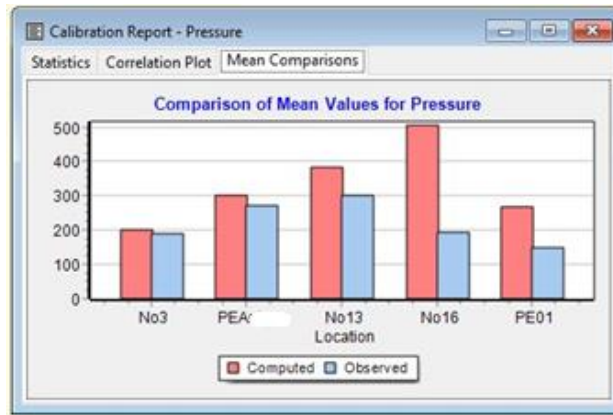 Calibration Report - Pressure
Statistics Correlation Plot Mean Comparisons
Comparison of Mean Values for Pressure
500
400
300
200
100
0
No3 No13 No16 PE01
Location
Computed Observed